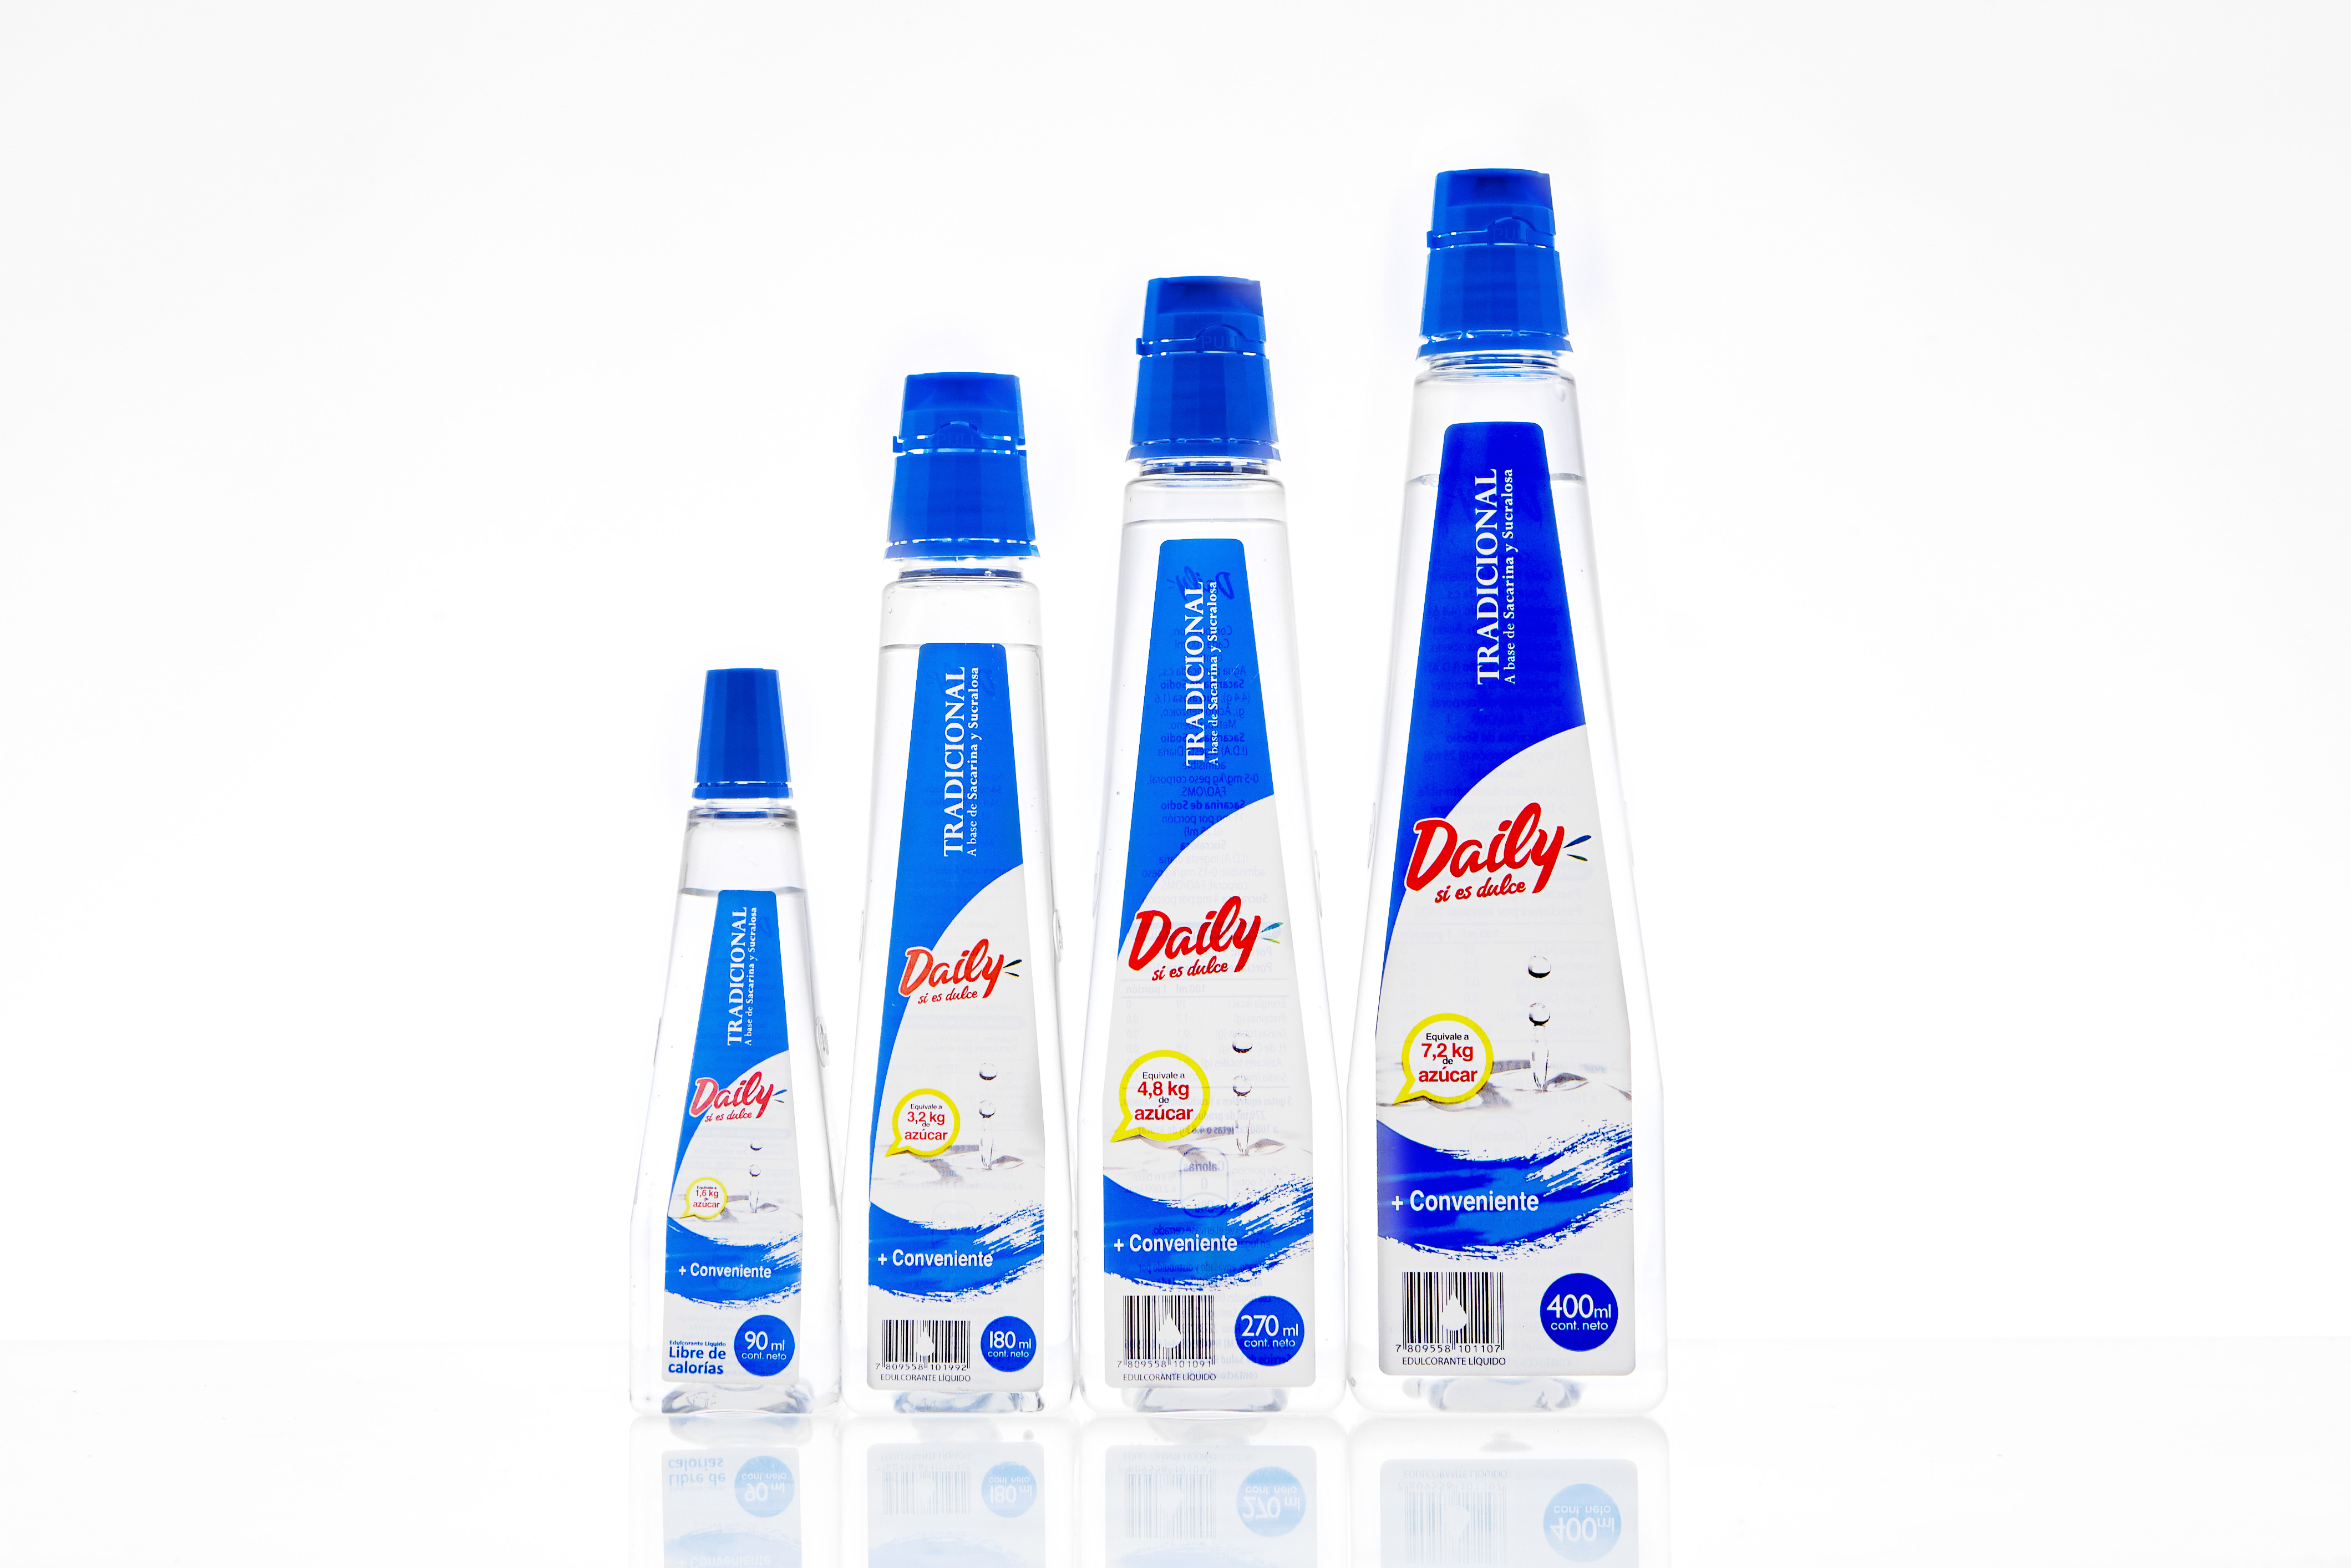 TRADICIONAL
A base de Sacarina y Sucralosa
Daily
si es dulce
Equivale a
1,6 kg
de
azúcar
+ Conveniente
Edulcorante Líquido
Libre de
calorías
90 ml
cont. neto
TRADICIONAL
A base de Sacarina y Sucralosa
Daily
si es dulce
Equivale a
3,2 kg
de
azúcar
+ Conveniente
7 809558 101992
EDULCORANTE LÍQUIDO
180 ml
cont. neto
PULL
TRADICIONAL
A base de Sacarina y Sucralosa
Daily
si es dulce
Equivale a
4,8 kg
de
azúcar
+ Conveniente
7 809558 101091
EDULCORANTE LÍQUIDO
270 ml
cont. neto
TRADICIONAL
A base de Sacarina y Sucralosa
Daily
si es dulce
Equivale a
7,2 kg
de
azúcar
+ Conveniente
7 809558 101107
EDULCORANTE LÍQUIDO
400ml
cont. neto